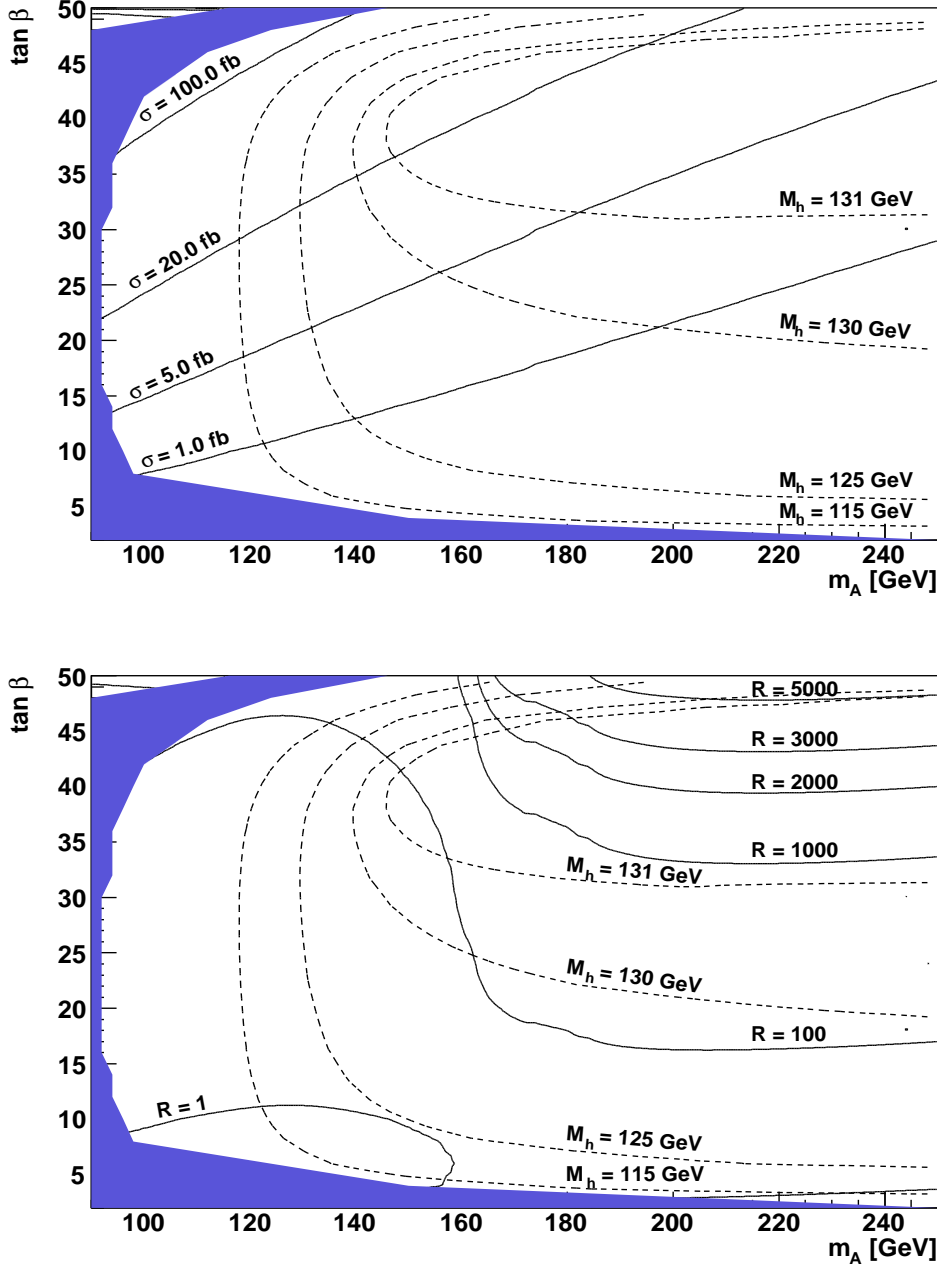 tan β
50
45
40
35
30
25
20
15
10
5
σ = 100.0 fb
σ = 20.0 fb
σ = 5.0 fb
σ = 1.0 fb
M_h = 131 GeV
M_h = 130 GeV
M_h = 125 GeV
M_h = 115 GeV
100 120 140 160 180 200 220 240
m_A [GeV]
tan β
50
45
40
35
30
25
20
15
10
5
R = 5000
R = 3000
R = 2000
R = 1000
M_h = 131 GeV
M_h = 130 GeV
R = 100
R = 1
M_h = 125 GeV
M_h = 115 GeV
100 120 140 160 180 200 220 240
m_A [GeV]